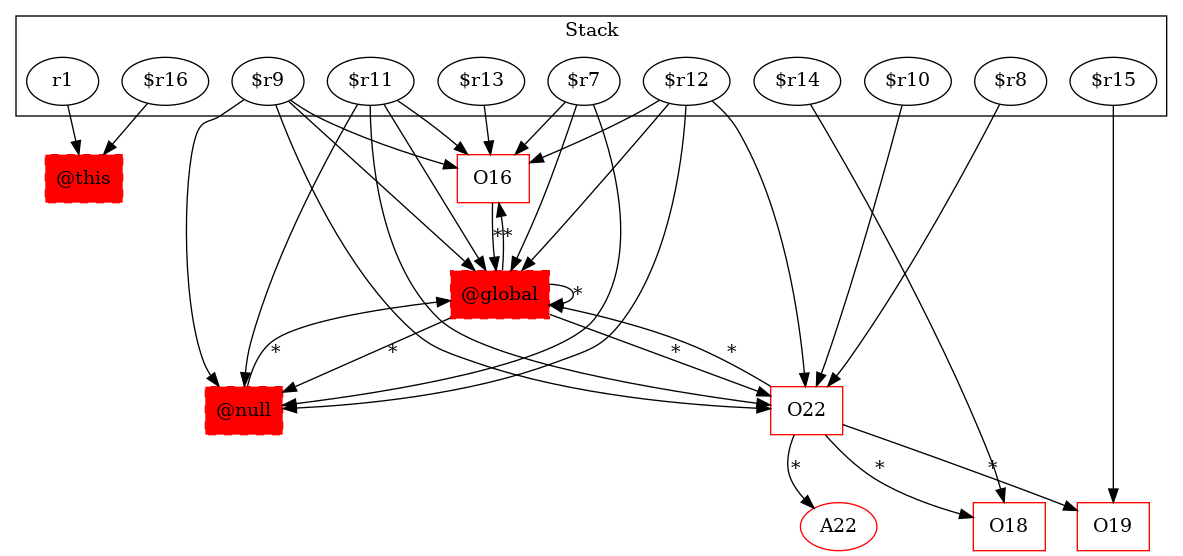 Stack
r1 $r16 $r9 $r11 $r13 $r7 $r12 $r14 $r10 $r8 $r15
@this O16
* *
@global *
* * * *
@null O22
* * *
A22 O18 O19